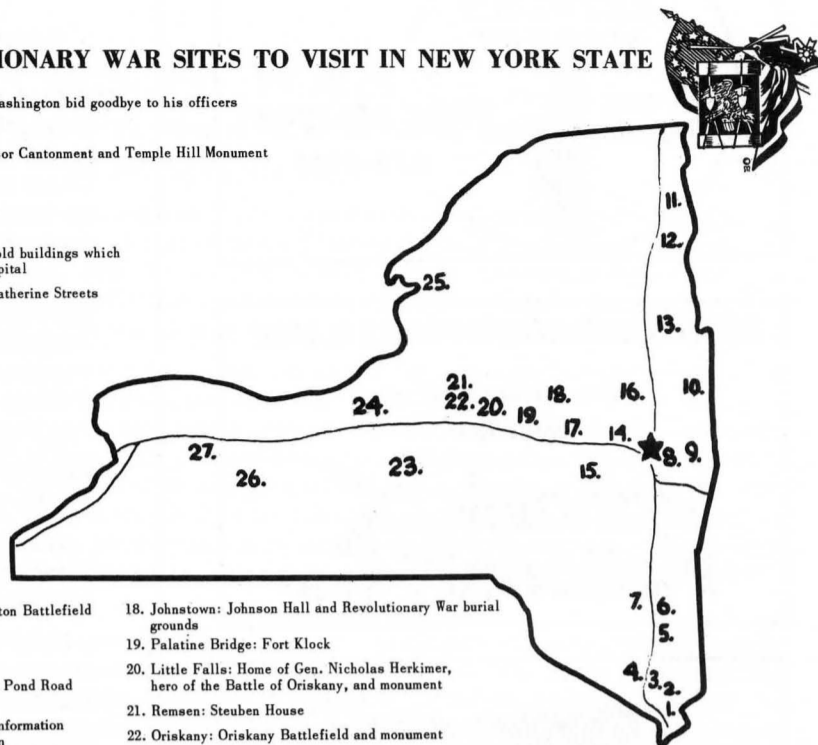 IONARY WAR SITES TO VISIT IN NEW YORK STATE
ashington bid goodbye to his officers
or Cantonment and Temple Hill Monument
old buildings which
pital
atherine Streets
11.
12.
25.
13.
21.
18.
16.
10.
24.
22.
20.
19.
17.
14.
27.
26.
23.
15.
8.
9.
7.
6.
5.
4.
3.
2.
1.
ton Battlefield
Pond Road
nformation
18. Johnstown: Johnson Hall and Revolutionary War burial
grounds
19. Palatine Bridge: Fort Klock
20. Little Falls: Home of Gen. Nicholas Herkimer,
hero of the Battle of Oriskany, and monument
21. Remsen: Steuben House
22. Oriskany: Oriskany Battlefield and monument